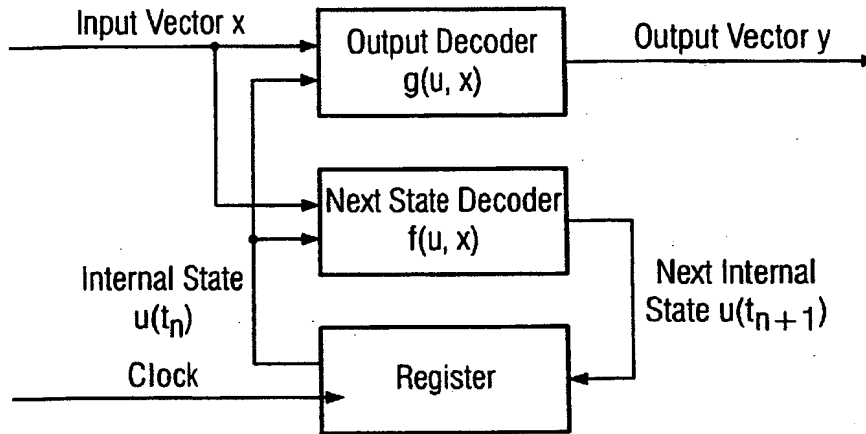 Input Vector x
Output Decoder
g(u, x)
Output Vector y
Next State Decoder
f(u, x)
Internal State
u(tn)
Next Internal
State u(tn+1)
Clock
Register